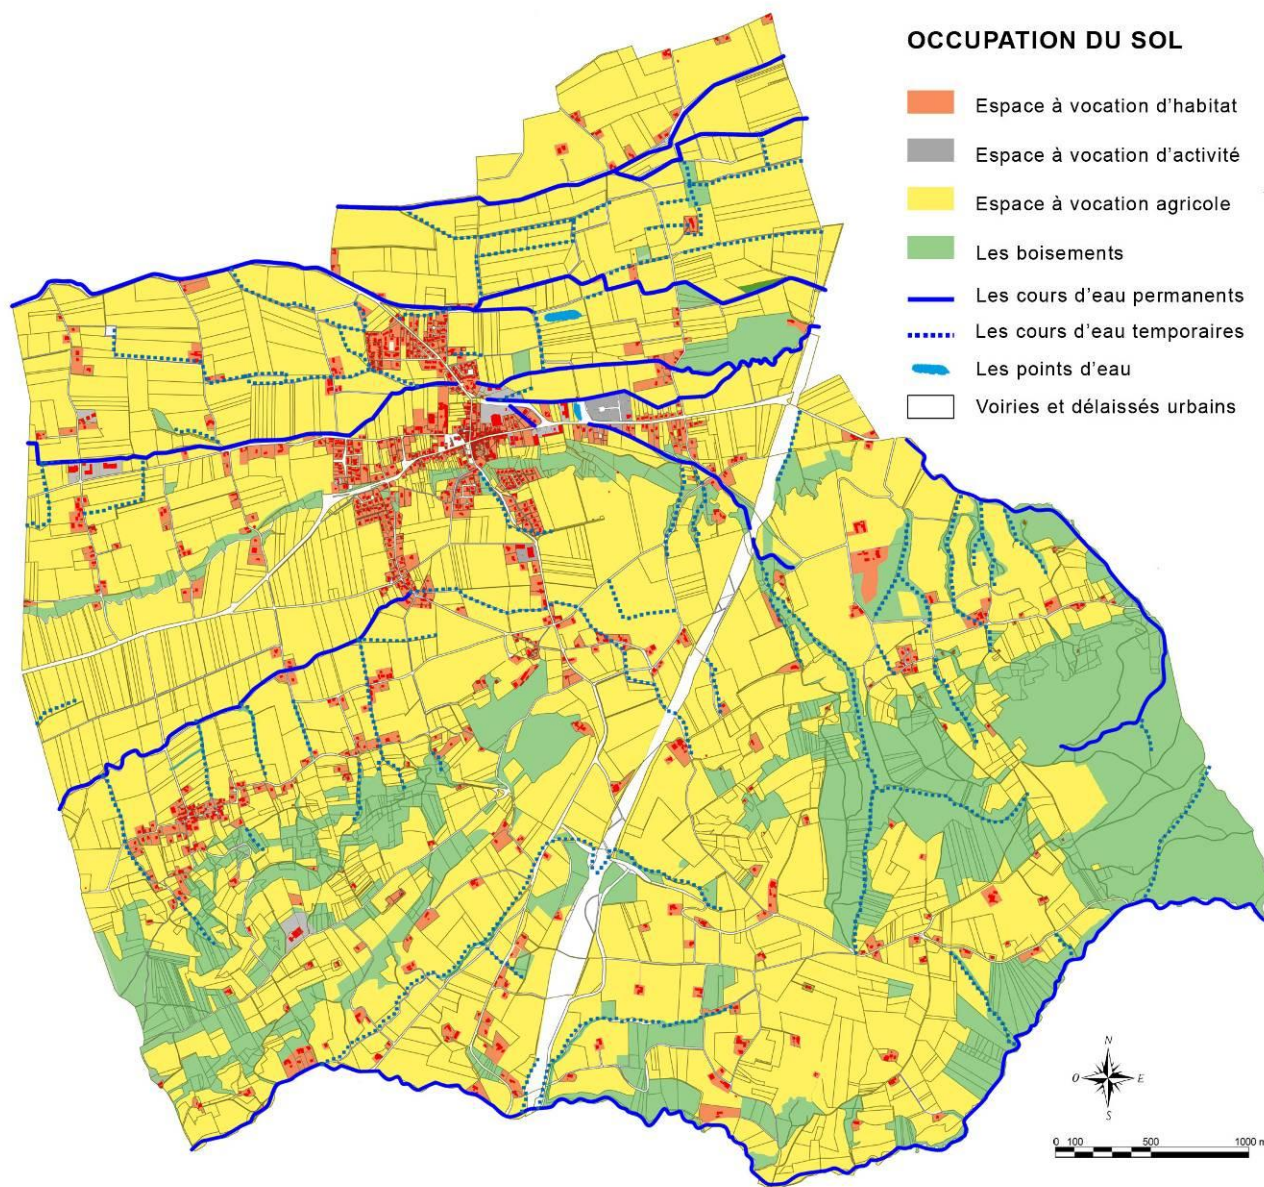 OCCUPATION DU SOL
Espace à vocation d'habitat
Espace à vocation d'activité
Espace à vocation agricole
Les boisements
Les cours d'eau permanents
Les cours d'eau temporaires
Les points d'eau
Voiries et délaissés urbains
N
O E
S
0 100 500 1000 m